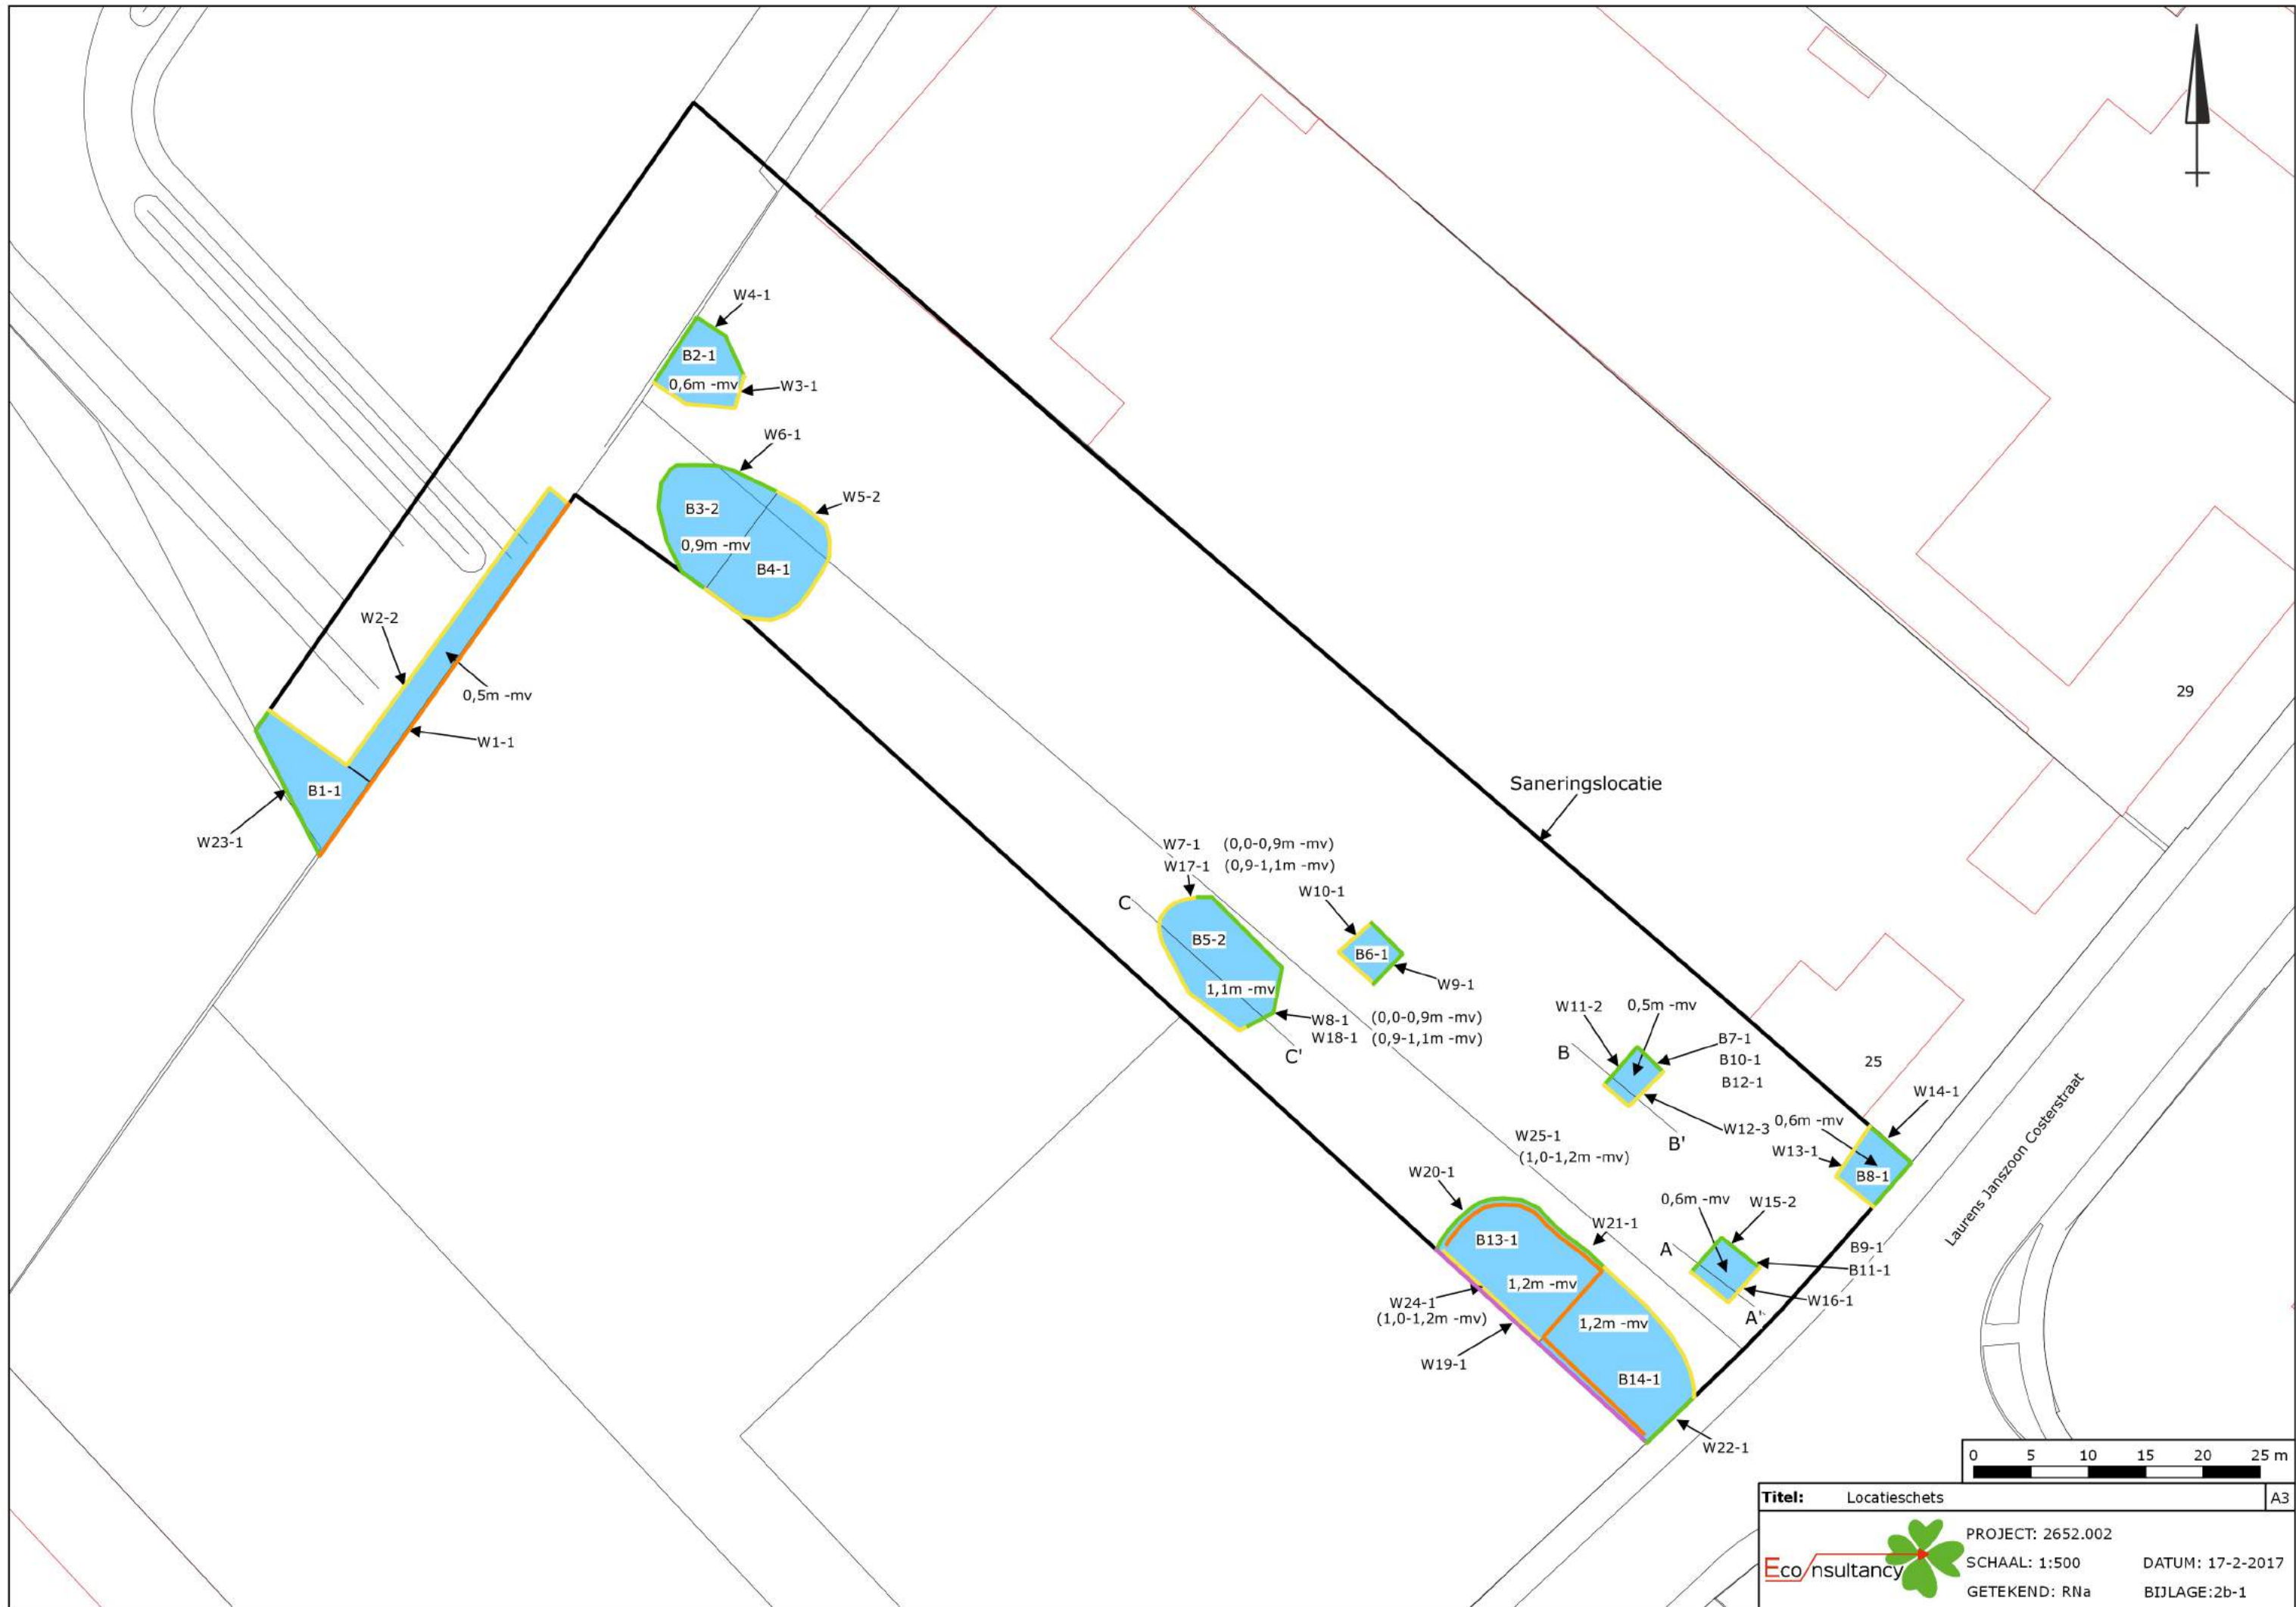 W4-1
B2-1
0,6m -mv
W3-1
W6-1
W5-2
B3-2
0,9m -mv
B4-1
W2-2
0,5m -mv
W1-1
B1-1
W23-1
29
Saneringslocatie
W7-1 (0,0-0,9m -mv)
W17-1 (0,9-1,1m -mv)
W10-1
C
B5-2
B6-1
1,1m -mv
W9-1
W8-1 (0,0-0,9m -mv)
W18-1 (0,9-1,1m -mv)
C'
W11-2
0,5m -mv
B
B7-1
B10-1
B12-1
25
W14-1
W12-3
0,6m -mv
B'
W13-1
B8-1
Laurens Janszoon Costerstraat
W25-1
(1,0-1,2m -mv)
W20-1
0,6m -mv
W15-2
W21-1
B13-1
A
B9-1
B11-1
1,2m -mv
W16-1
W24-1
(1,0-1,2m -mv)
A'
1,2m -mv
W19-1
B14-1
W22-1
0 5 10 15 20 25 m
Titel: Locatieschets A3
Econsultancy
PROJECT: 2652.002
SCHAAL: 1:500 DATUM: 17-2-2017
GETEKEND: RNa BIJLAGE:2b-1